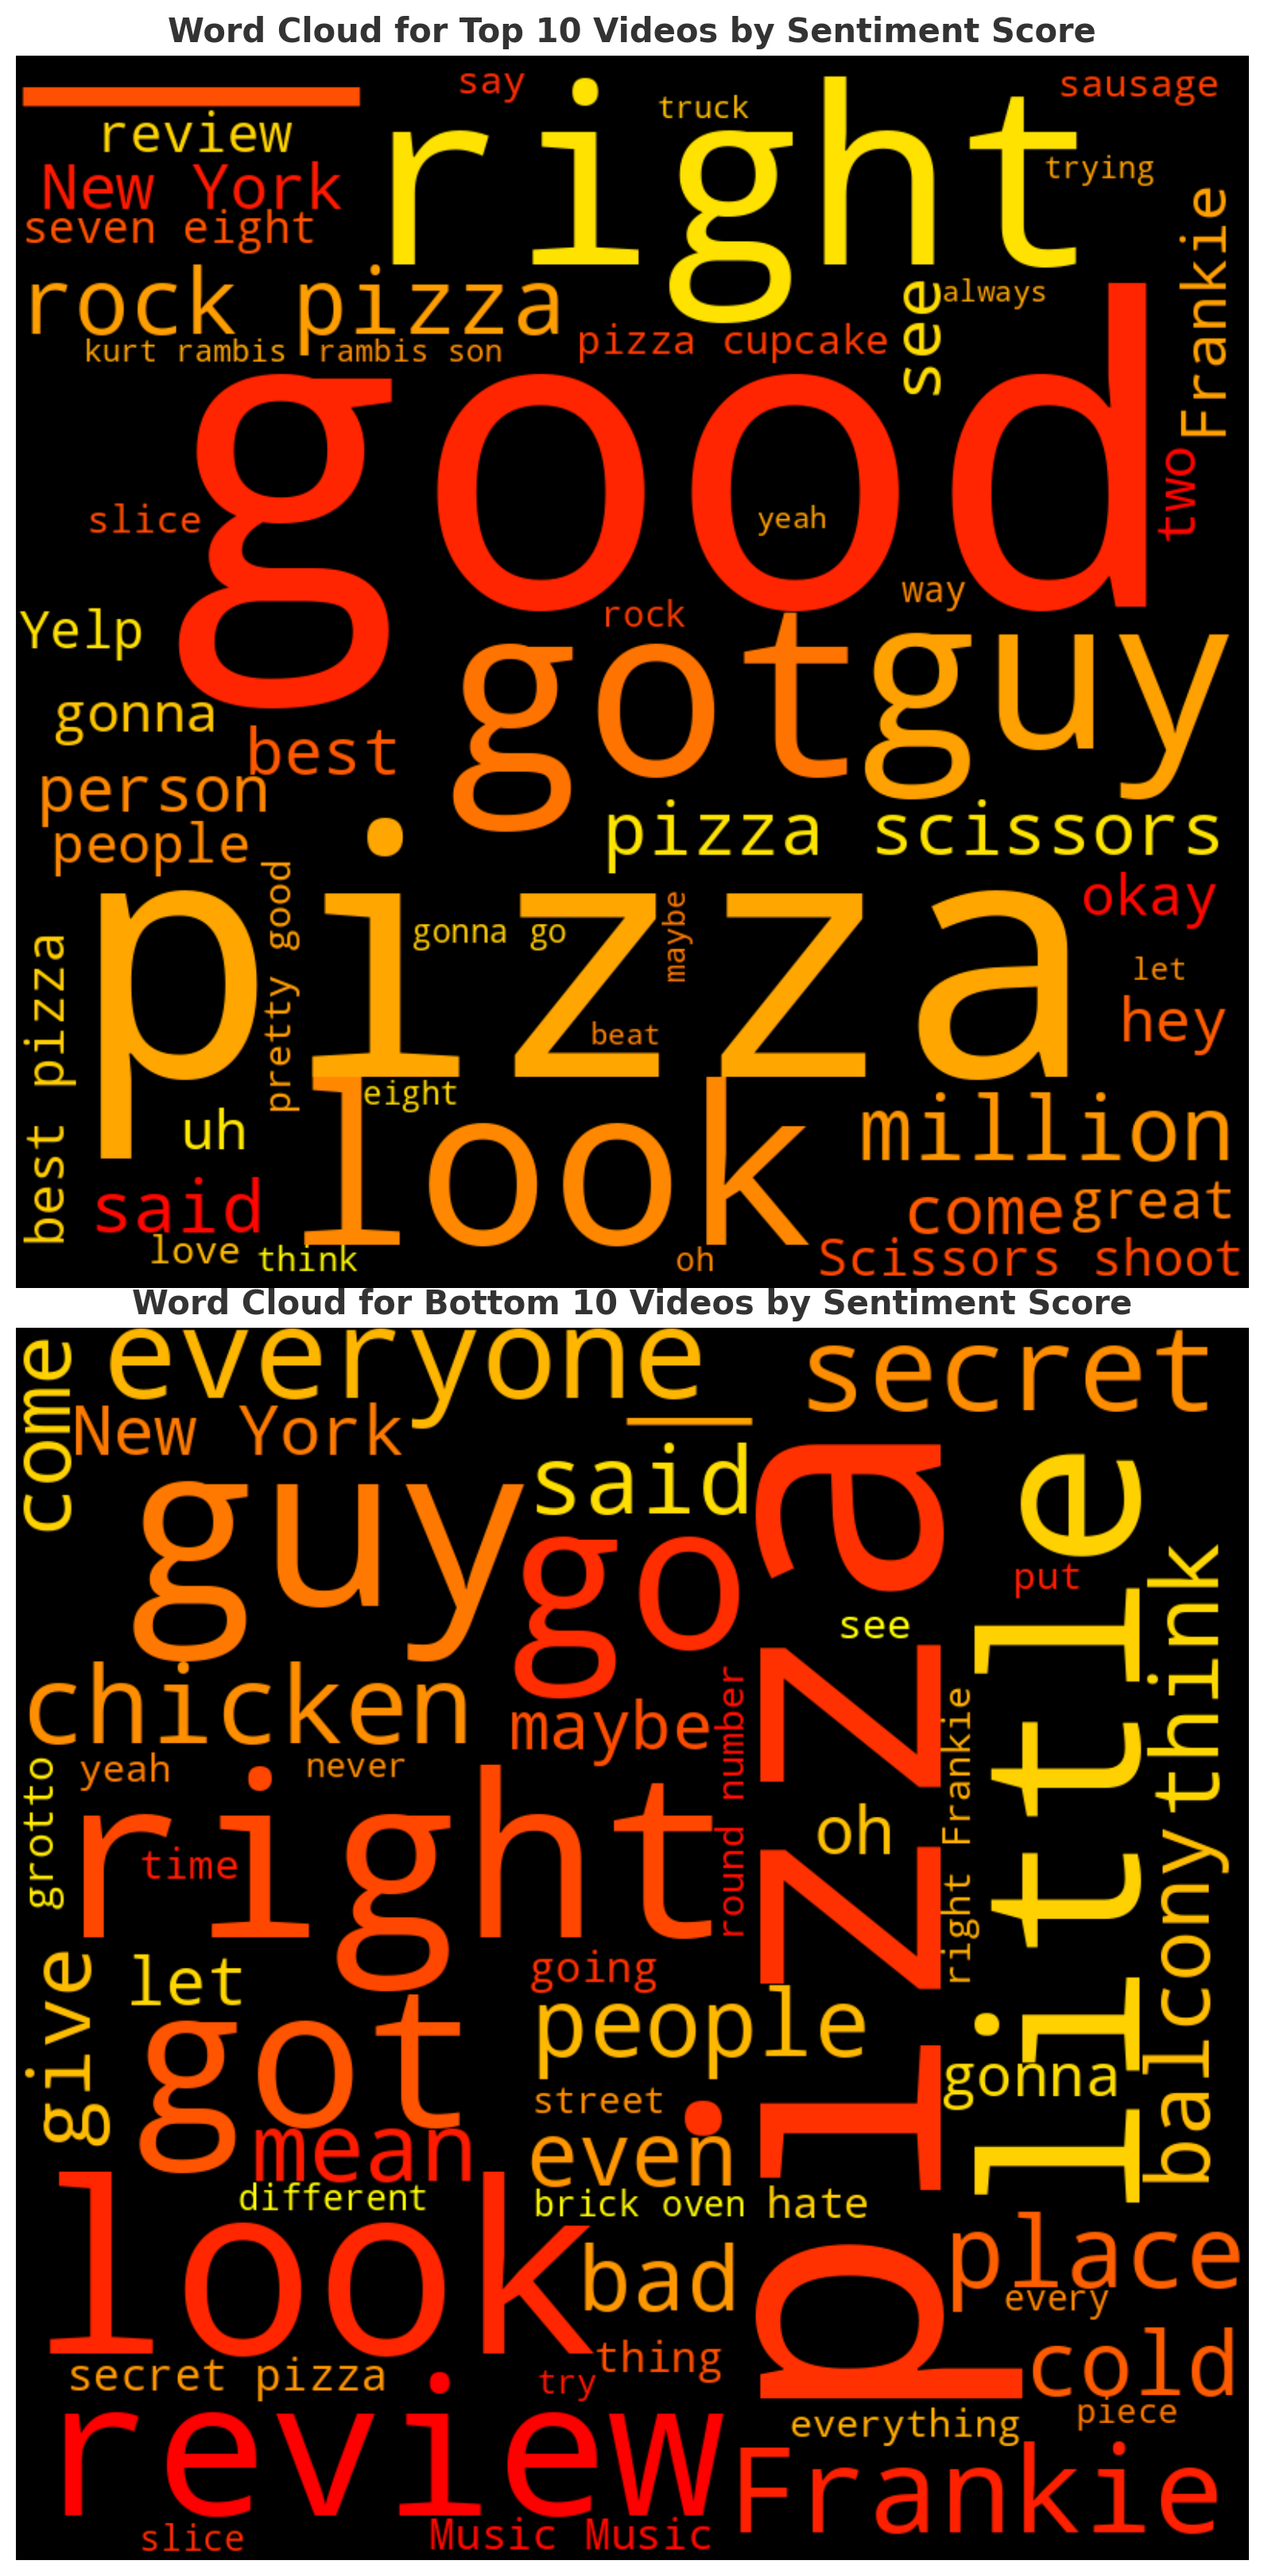 Word Cloud for Top 10 Videos by Sentiment Score
say
truck
sausage
review
right
trying
New York
seven eight
Frankie
rock pizza
see
always
kurt rambis
rambis son
pizza cupcake
good
two
slice
yeah
way
rock
Yelp
got
guy
gonna
best
person
pizza scissors
people
okay
pizza
pretty good
gonna go
maybe
let
best pizza
hey
beat
eight
uh
look
million
said
come
great
love
think
oh
Scissors shoot
Word Cloud for Bottom 10 Videos by Sentiment Score
come
everyone
secret
New York
said
guy
go
pizza
little
put
think
see
chicken
maybe
round number
right Frankie
yeah
never
grotto
right
time
oh
balcony
give
let
going
got
people
gonna
street
mean
even
different
brick oven
hate
look
bad
place
every
thing
cold
secret pizza
try
review
everything
piece
Frankie
slice
Music Music